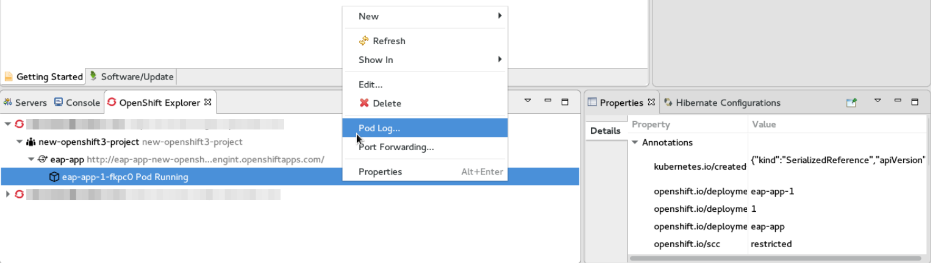 New
Refresh
Show In
Edit...
Delete
Pod Log...
Port Forwarding...
Properties Alt+Enter
Getting Started Software/Update
Servers Console OpenShift Explorer
new-openshift3-project new-openshift3-project
eap-app http://eap-app-new-opensh...engint.openshiftapps.com/
eap-app-1-fkpc0 Pod Running
Properties Hibernate Configurations
Details
Property Value
Annotations
kubernetes.io/created {"kind":"SerializedReference","apiVersion"
openshift.io/deployme eap-app-1
openshift.io/deployme 1
openshift.io/deployme eap-app
openshift.io/scc restricted